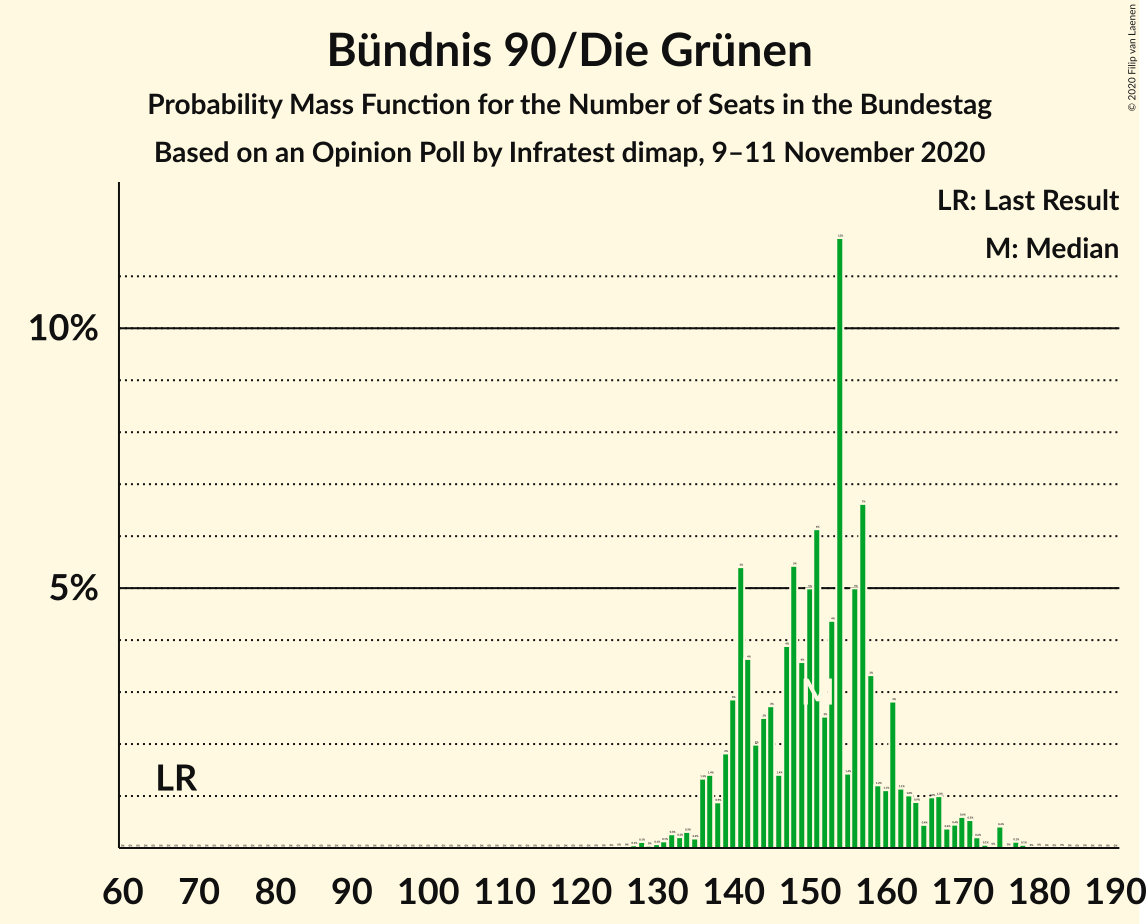 Bündnis 90/Die Grünen
Probability Mass Function for the Number of Seats in the Bundestag
Based on an Opinion Poll by Infratest dimap, 9–11 November 2020
© 2020 Filip van Laenen
LR: Last Result
M: Median
10%
5%
LR
M
60 70 80 90 100 110 120 130 140 150 160 170 180 190